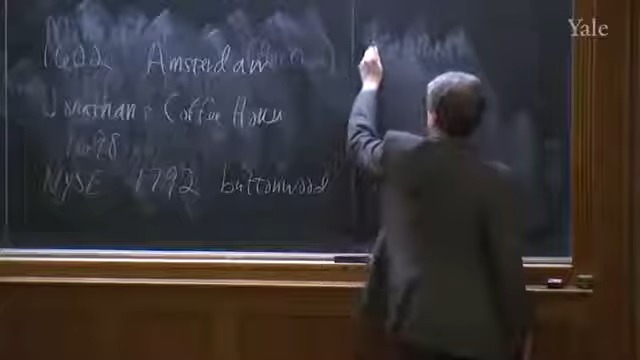 Yale
1602 Amsterdam
Jonathan's Coffee House
1698
NYSE 1792 buttonwood